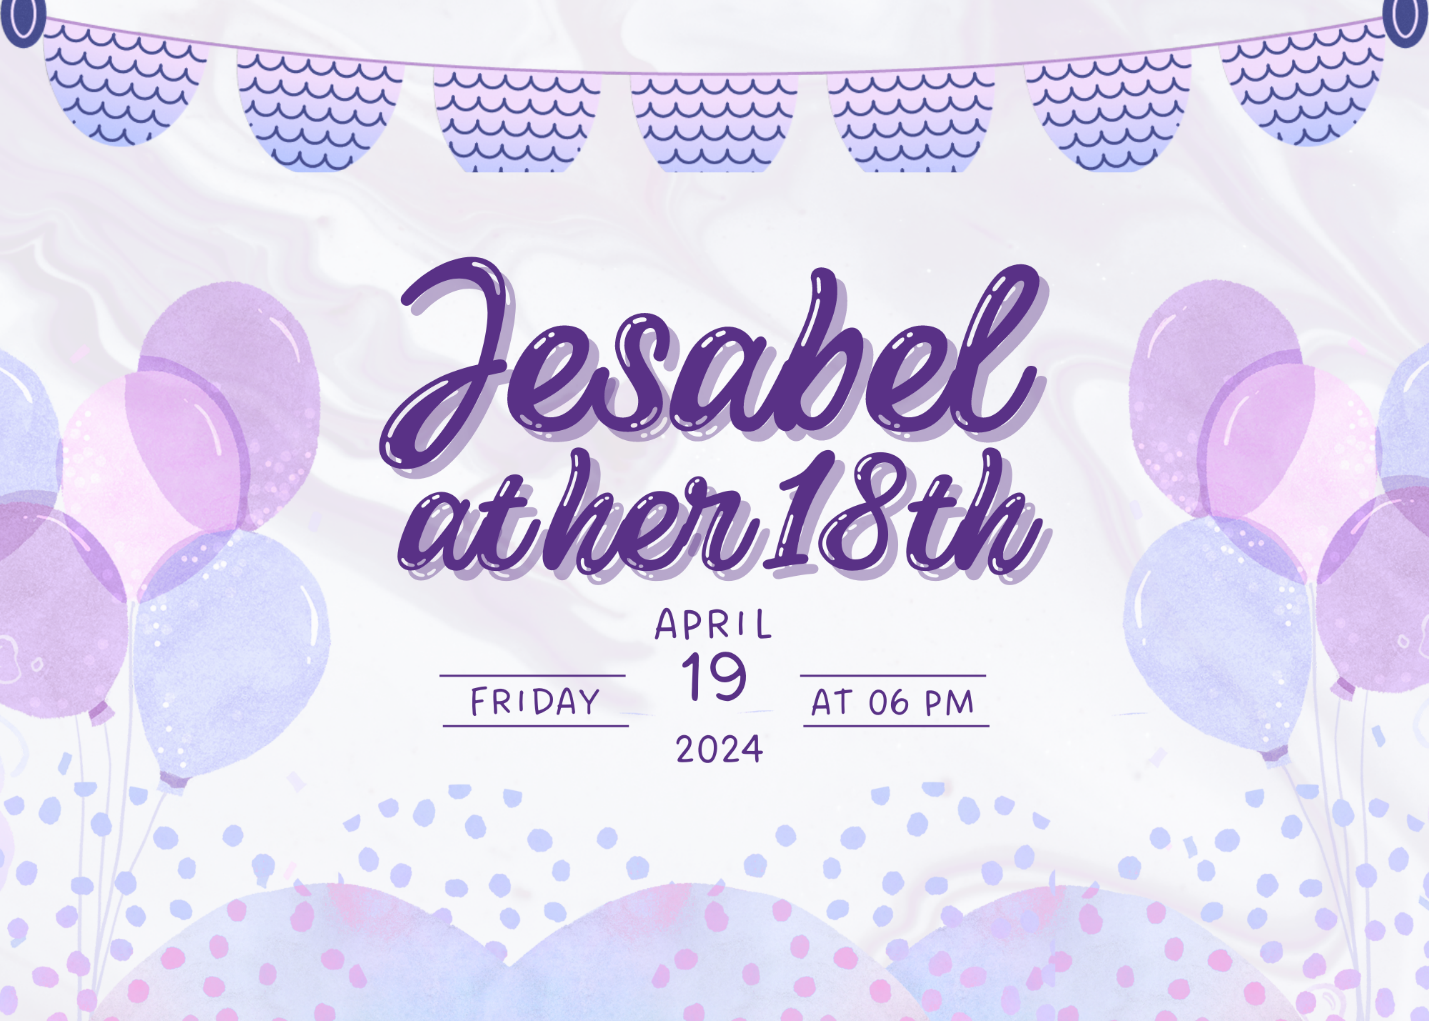 Jesabel
at her 18th
APRIL
19
FRIDAY
AT 06 PM
2024